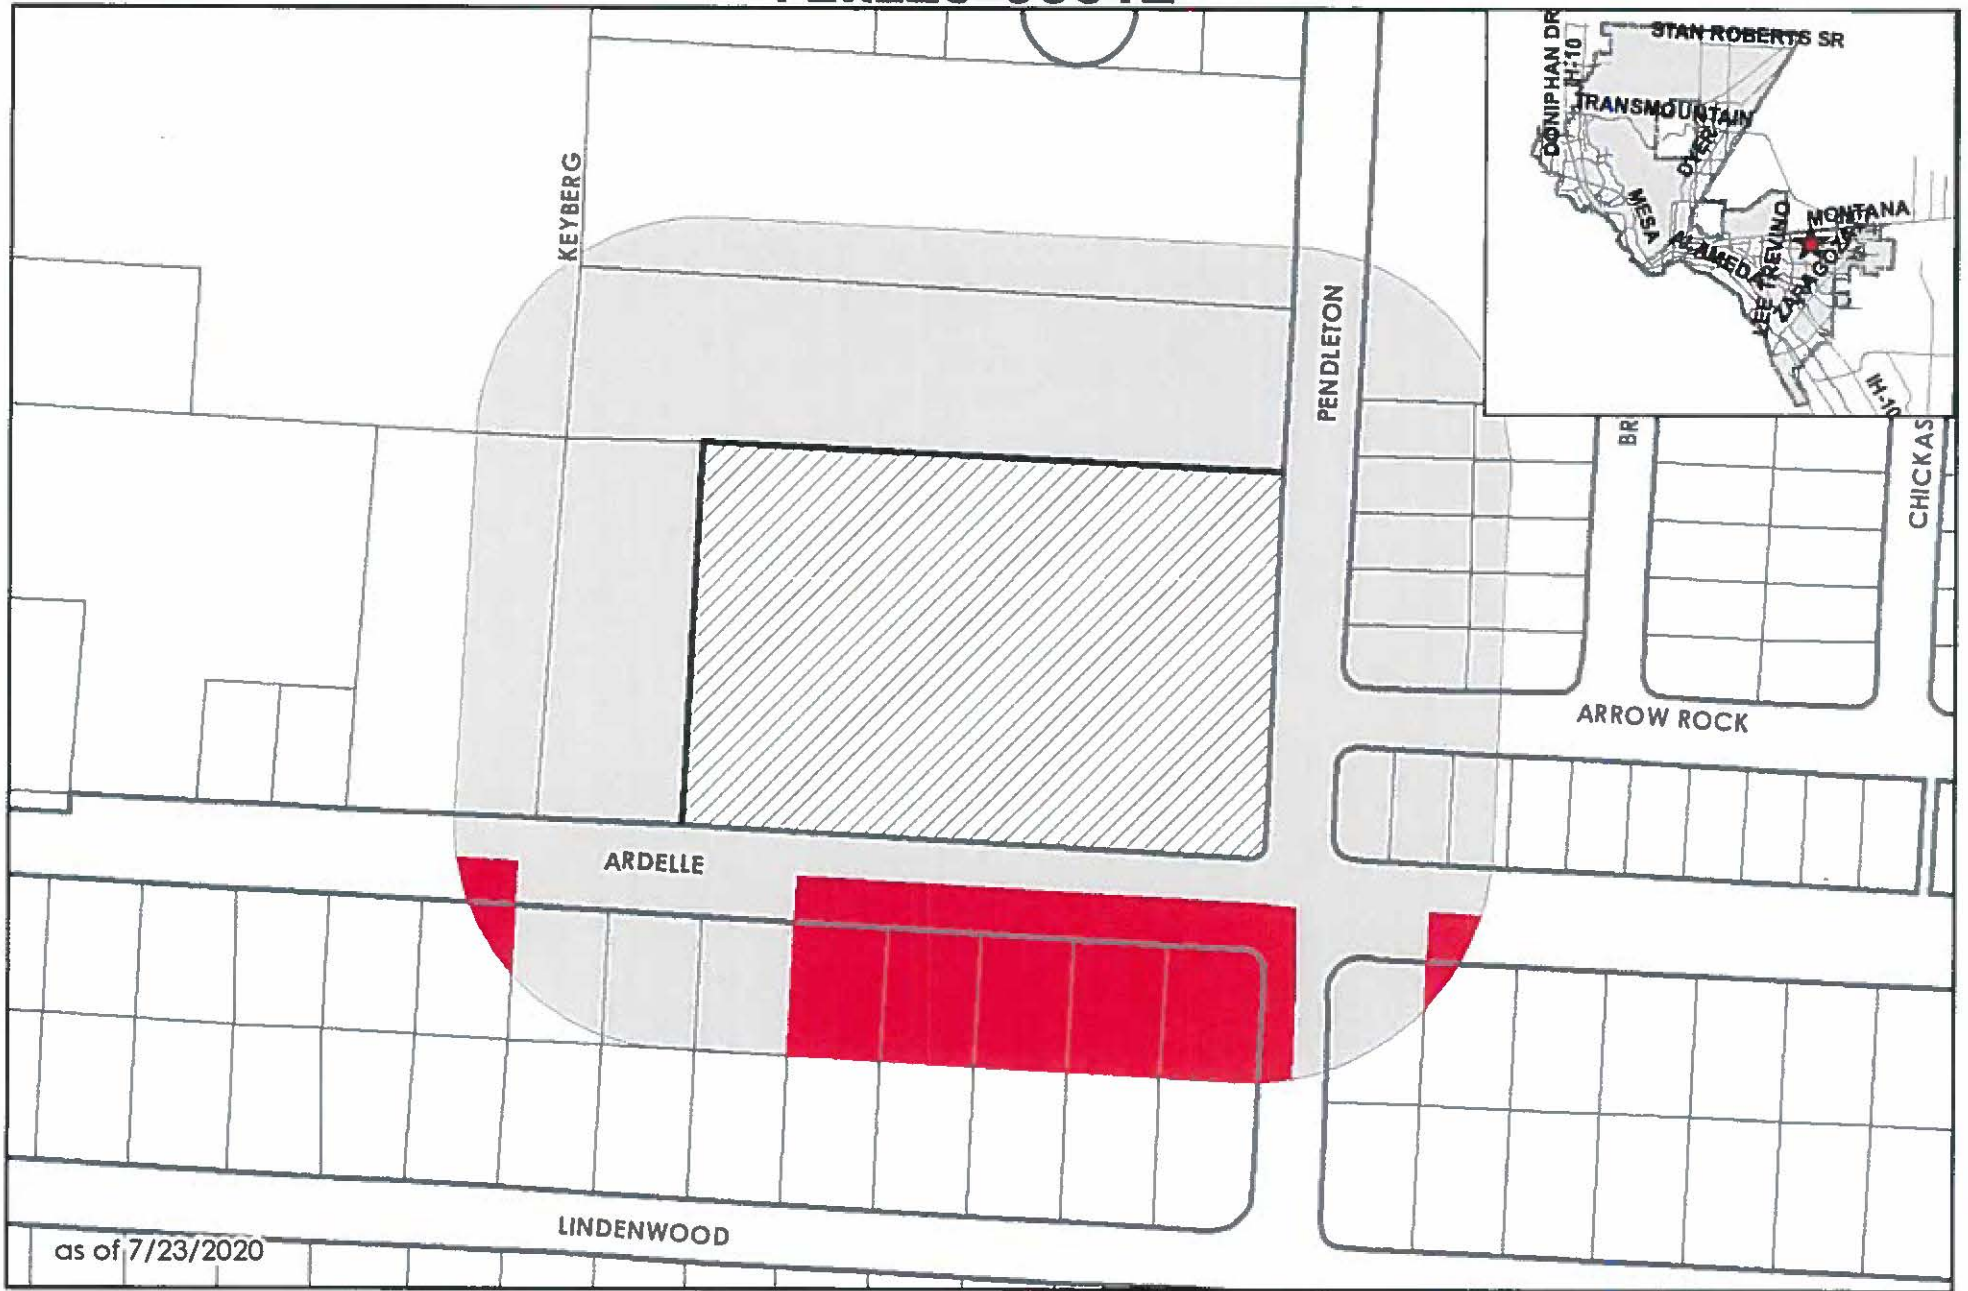 STAN ROBERTS SR
DONIPHAN DR
IH-10
TRANSMOUNTAIN
DYER
MESA
MONTANA
ALAMEDA
LEE TREVINO
ZARAGOZA
IH-10
KEYBERG
PENDLETON
BR
CHICKAS
ARROW ROCK
ARDELLE
LINDENWOOD
as of 7/23/2020